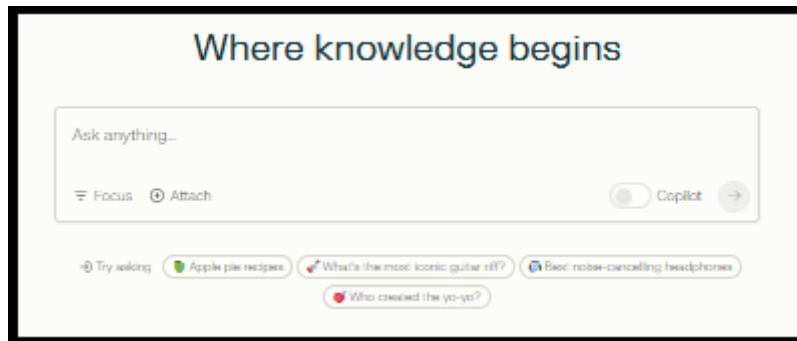 Where knowledge begins
Ask anything...
Focus Attach Copilot
Try asking Apple pie recipes What's the most iconic guitar riff? Best noise-cancelling headphones
Who created the yo-yo?